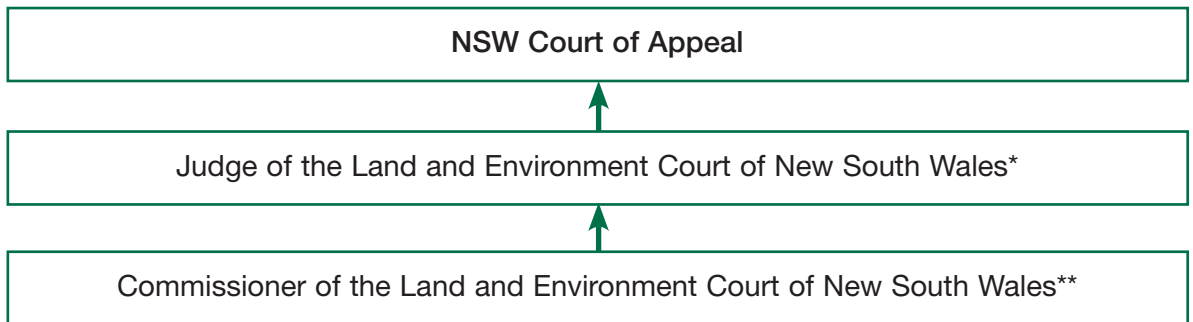 NSW Court of Appeal
Judge of the Land and Environment Court of New South Wales*
Commissioner of the Land and Environment Court of New South Wales**